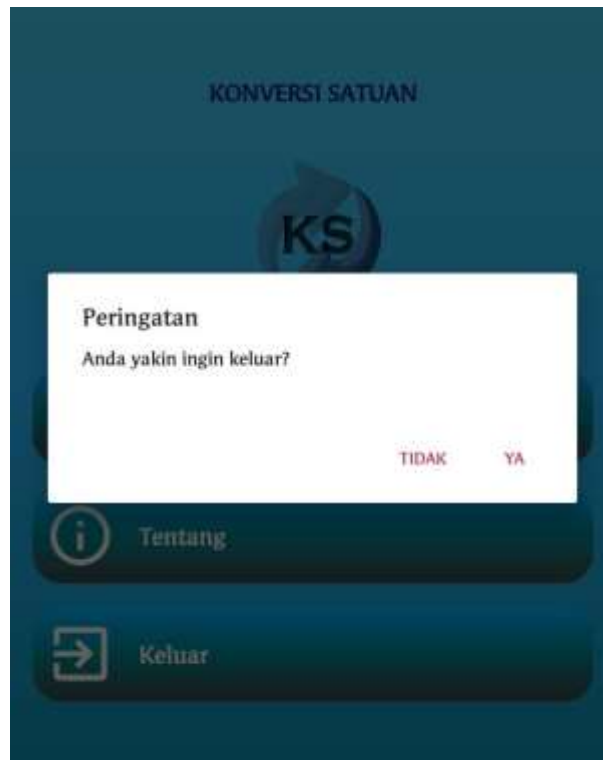 KONVERSI SATUAN
KS
Peringatan
Anda yakin ingin keluar?
TIDAK YA
Tentang
Keluar